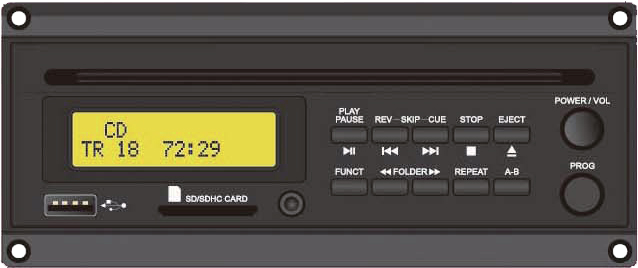 CD
TR 18 72:29
SD/SDHC CARD
PLAY
PAUSE
REV-SKIP-CUE
STOP
EJECT
FUNCT
FOLDER
REPEAT
A-B
POWER / VOL
PROG